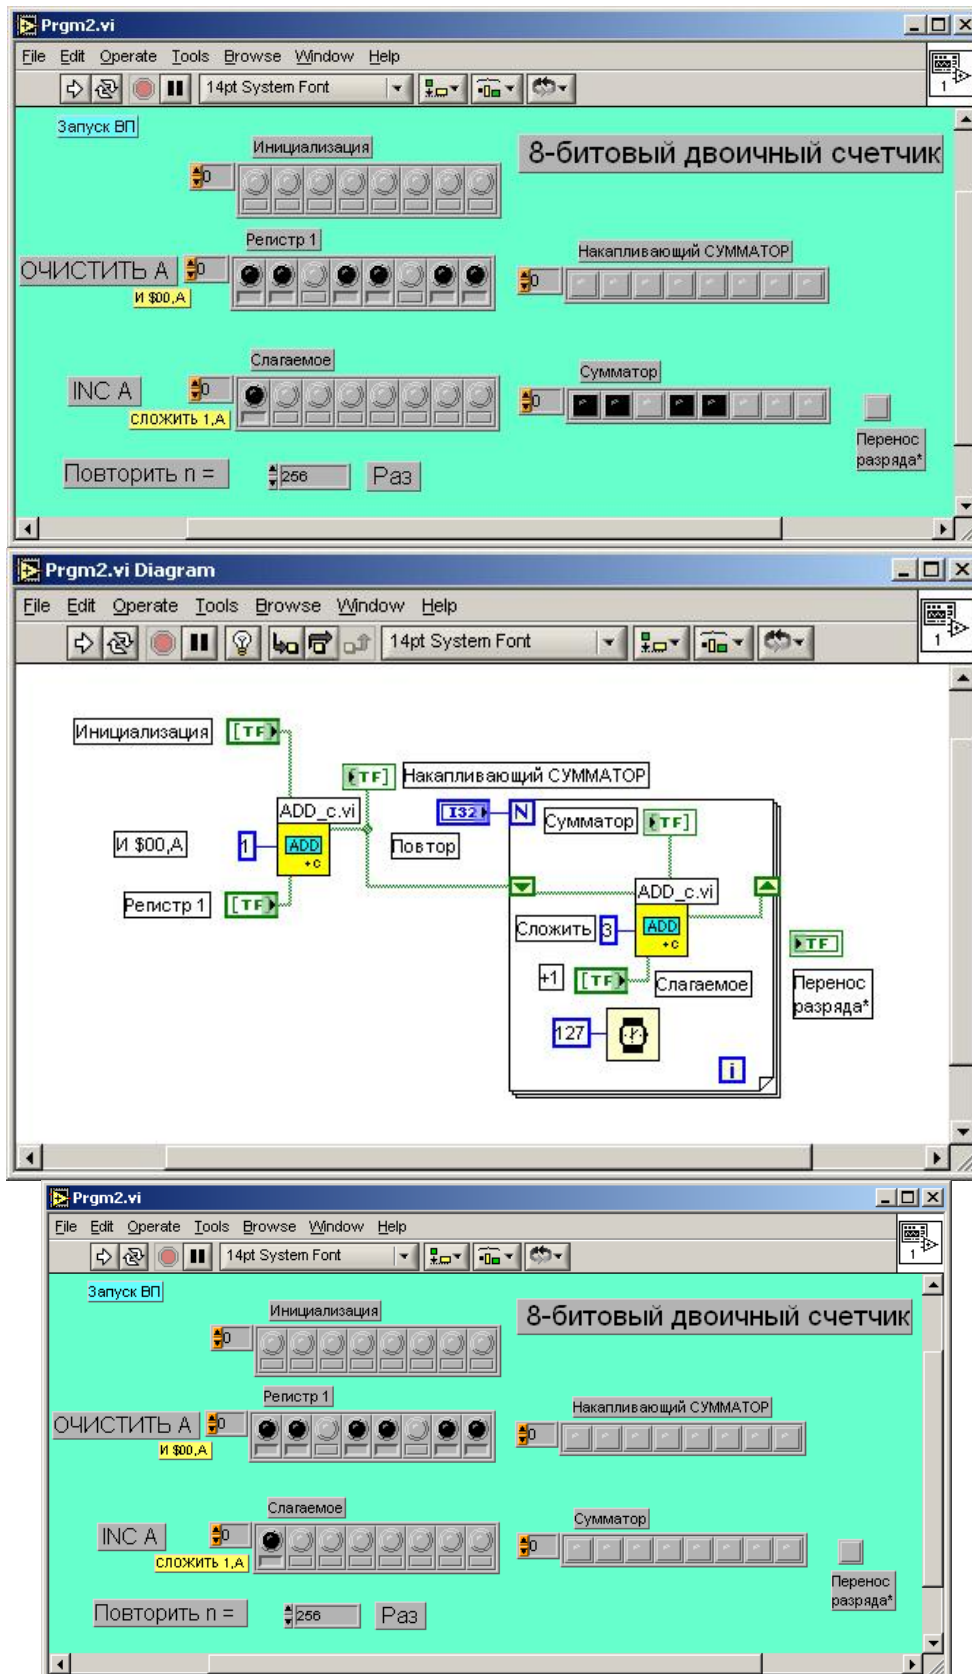 Prgm2.vi
File Edit Operate Tools Browse Window Help
14pt System Font
1
Запуск ВП
Инициализация
8-битовый двоичный счетчик
0
Регистр 1
Накапливающий СУММАТОР
ОЧИСТИТЬ А
0
0
И $00,А
Слагаемое
Сумматор
INC А
0
0
СЛОЖИТЬ 1,А
Перенос
разряда*
Повторить n =
256
Раз
Prgm2.vi Diagram
File Edit Operate Tools Browse Window Help
14pt System Font
1
Инициализация
[TF]
[TF]
Накапливающий СУММАТОР
ADD_c.vi
I32
N
Сумматор
[TF]
И $00,А
1
ADD
+c
Повтор
ADD_c.vi
Регистр 1
[TF]
Сложить
3
ADD
+c
TF
+1
[TF]
Слагаемое
Перенос
разряда*
127
i
Prgm2.vi
File Edit Operate Tools Browse Window Help
14pt System Font
1
Запуск ВП
Инициализация
8-битовый двоичный счетчик
0
Регистр 1
Накапливающий СУММАТОР
ОЧИСТИТЬ А
0
0
И $00,А
Слагаемое
Сумматор
INC А
0
0
СЛОЖИТЬ 1,А
Перенос
разряда*
Повторить n =
256
Раз